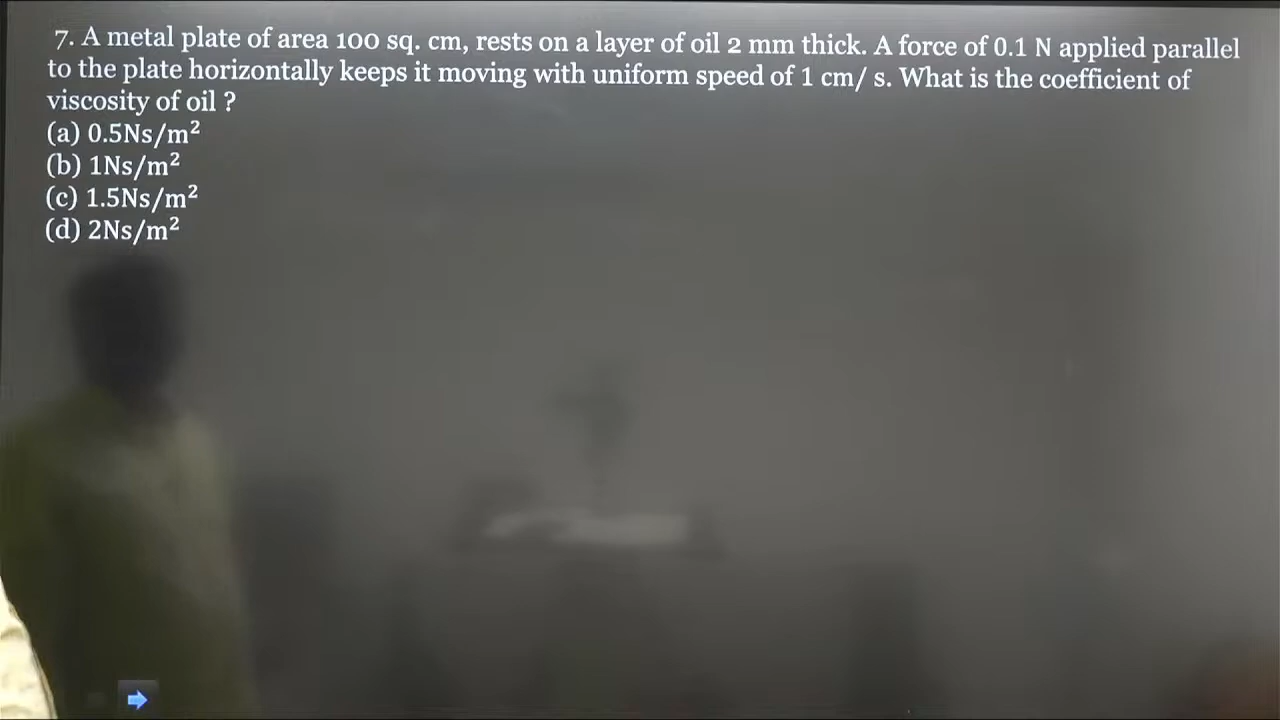 7. A metal plate of area 100 sq. cm, rests on a layer of oil 2 mm thick. A force of 0.1 N applied parallel
to the plate horizontally keeps it moving with uniform speed of 1 cm/ s. What is the coefficient of
viscosity of oil ?
(a) 0.5Ns/m²
(b) 1Ns/m²
(c) 1.5Ns/m²
(d) 2Ns/m²